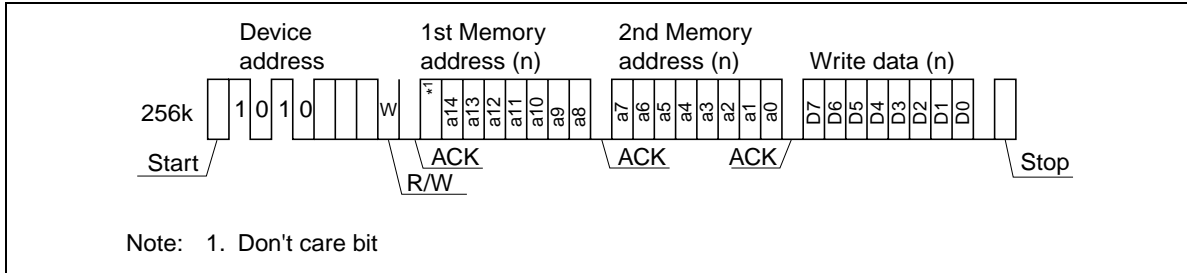 Device address
1st Memory address (n)
2nd Memory address (n)
Write data (n)
256k
1 0 1 0
W
*1 a14 a13 a12 a11 a10 a9 a8
a7 a6 a5 a4 a3 a2 a1 a0
D7 D6 D5 D4 D3 D2 D1 D0
Start
ACK
R/W
ACK
ACK
Stop
Note: 1. Don't care bit